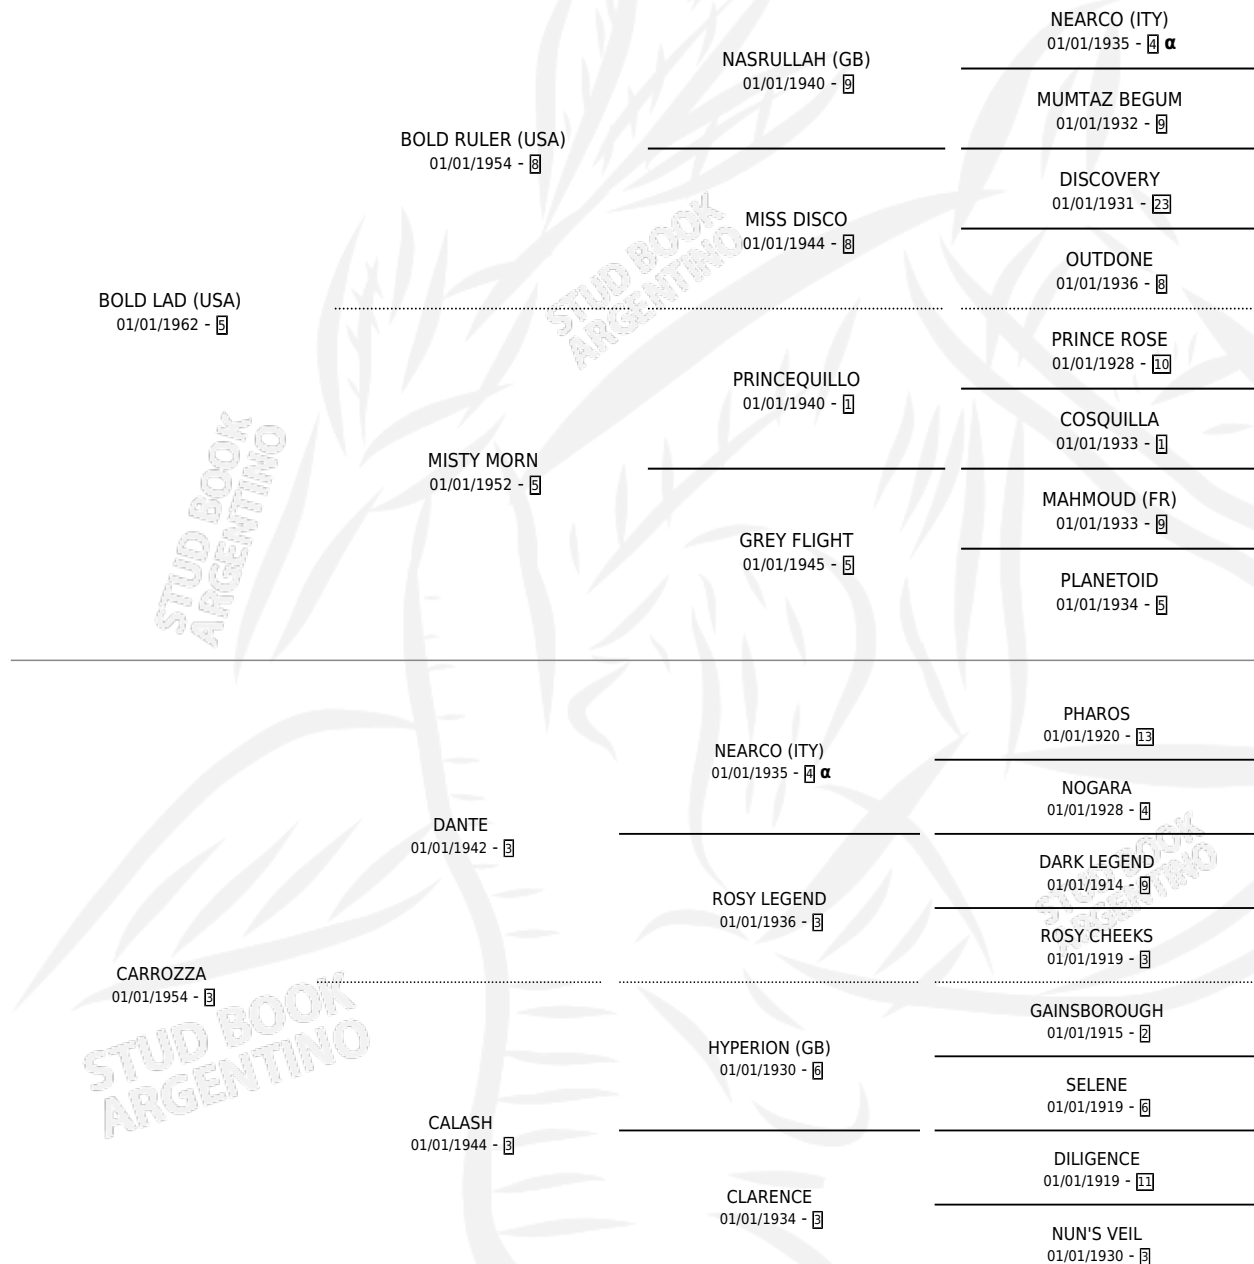 NEARCO (ITY)
01/01/1935 - 4 α
NASRULLAH (GB)
01/01/1940 - 9
MUMTAZ BEGUM
01/01/1932 - 9
BOLD RULER (USA)
01/01/1954 - 8
DISCOVERY
01/01/1931 - 23
MISS DISCO
01/01/1944 - 8
OUTDONE
01/01/1936 - 8
BOLD LAD (USA)
01/01/1962 - 5
STUD BOOK
ARGENTINO
PRINCE ROSE
01/01/1928 - 10
PRINCEQUILLO
01/01/1940 - 1
COSQUILLA
01/01/1933 - 1
MISTY MORN
01/01/1952 - 5
MAHMOUD (FR)
01/01/1933 - 9
GREY FLIGHT
01/01/1945 - 5
PLANETOID
01/01/1934 - 5
STUD BOOK
ARGENTINO
PHAROS
01/01/1920 - 13
NEARCO (ITY)
01/01/1935 - 4 α
NOGARA
01/01/1928 - 4
DANTE
01/01/1942 - 3
DARK LEGEND
01/01/1914 - 9
ROSY LEGEND
01/01/1936 - 3
ROSY CHEEKS
01/01/1919 - 3
STUD BOOK
ARGENTINO
CARROZZA
01/01/1954 - 3
STUD BOOK
ARGENTINO
GAINSBOROUGH
01/01/1915 - 2
HYPERION (GB)
01/01/1930 - 6
SELENE
01/01/1919 - 6
CALASH
01/01/1944 - 3
DILIGENCE
01/01/1919 - 11
CLARENCE
01/01/1934 - 3
NUN'S VEIL
01/01/1930 - 3